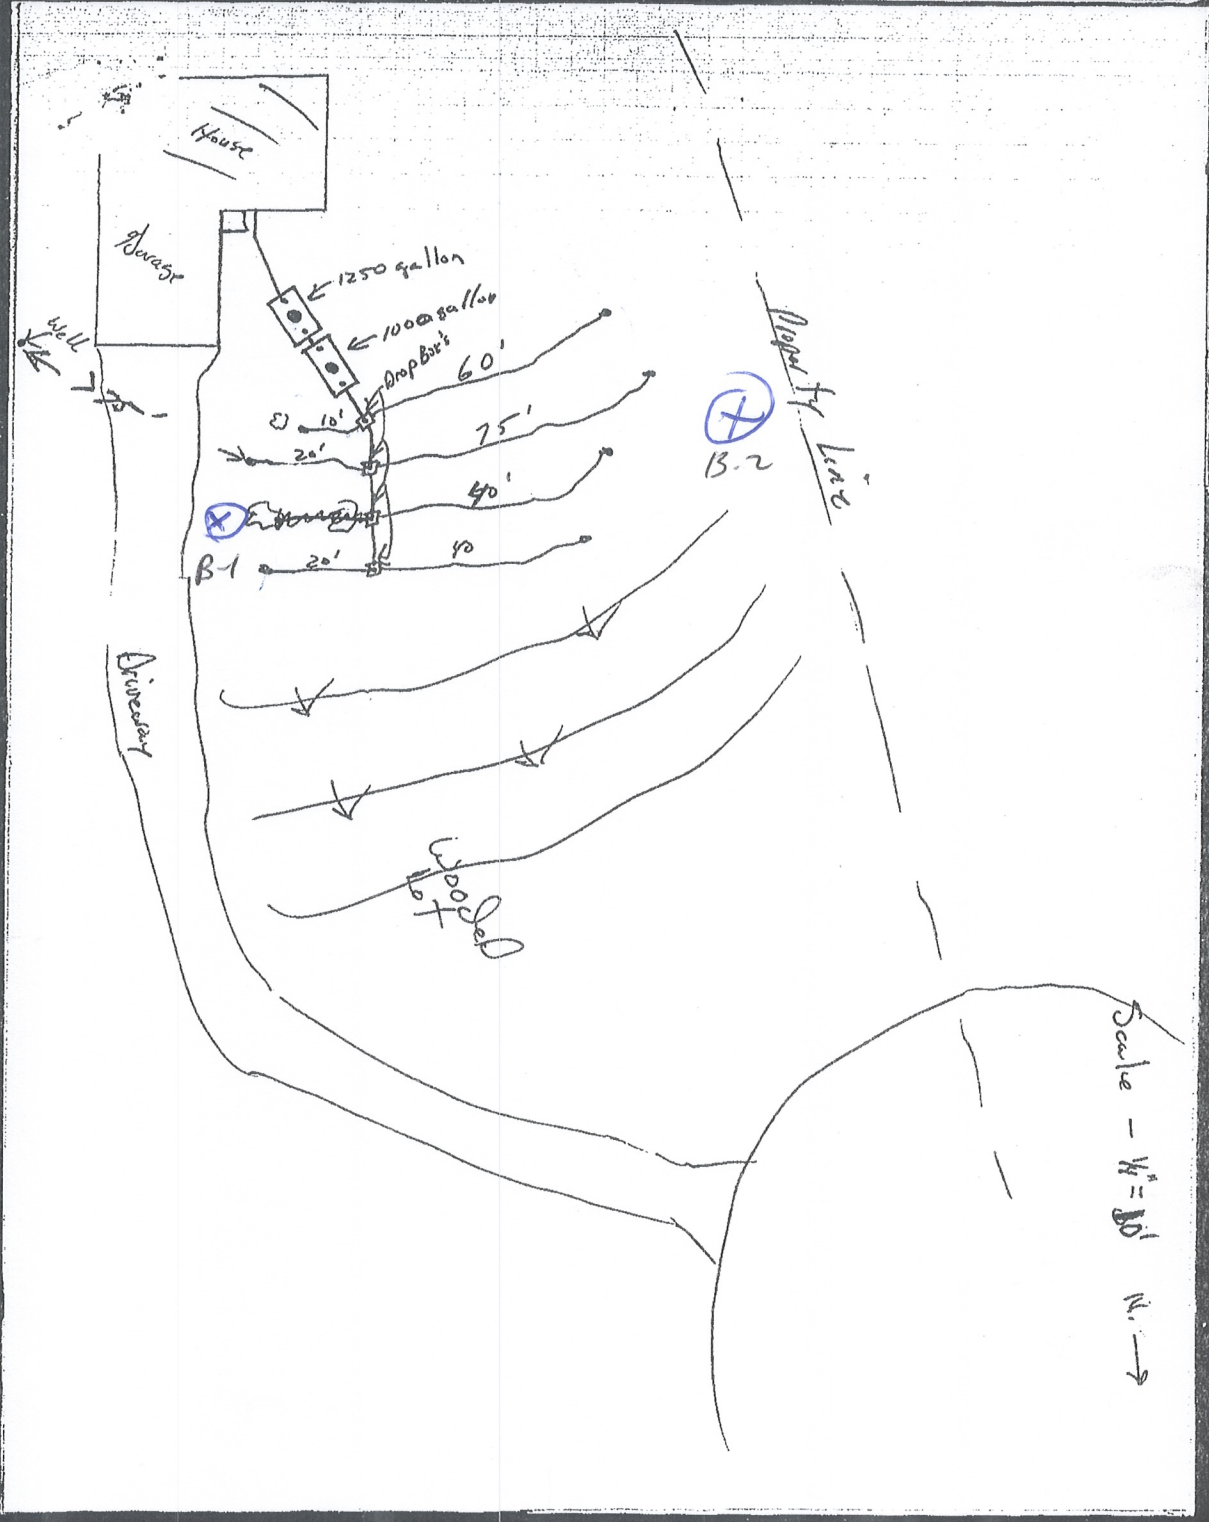 House
Garage
1250 gallon
1000 gallon
Drop Box's
Well
60'
10'
75'
20'
40'
B-1
20'
40
B-2
Property Line
Driveway
Wooded
Lot
Scale - 1/4" = 10'
N. →